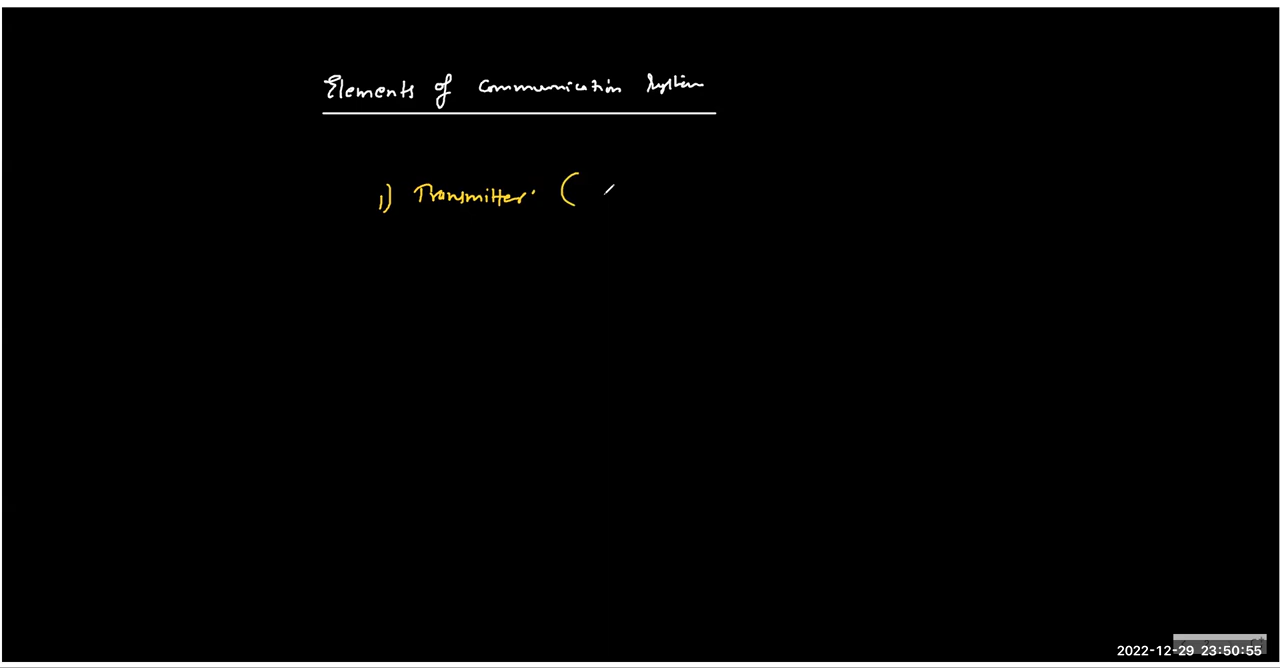 Elements of Communication System
1) Transmitter. (
2022-12-29 23:50:55